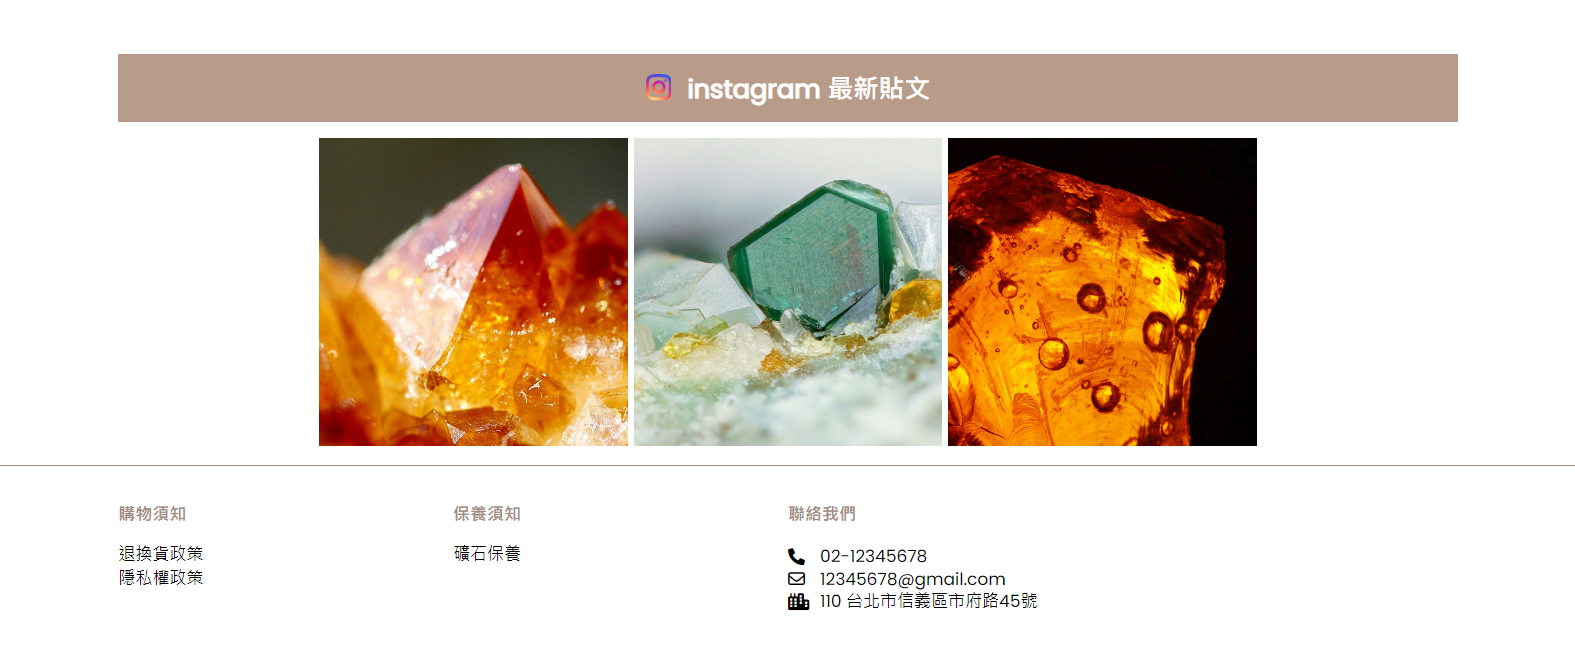 instagram 最新貼文
購物須知
退換貨政策
隱私權政策
保養須知
礦石保養
聯絡我們
02-12345678
12345678@gmail.com
110 台北市信義區市府路45號